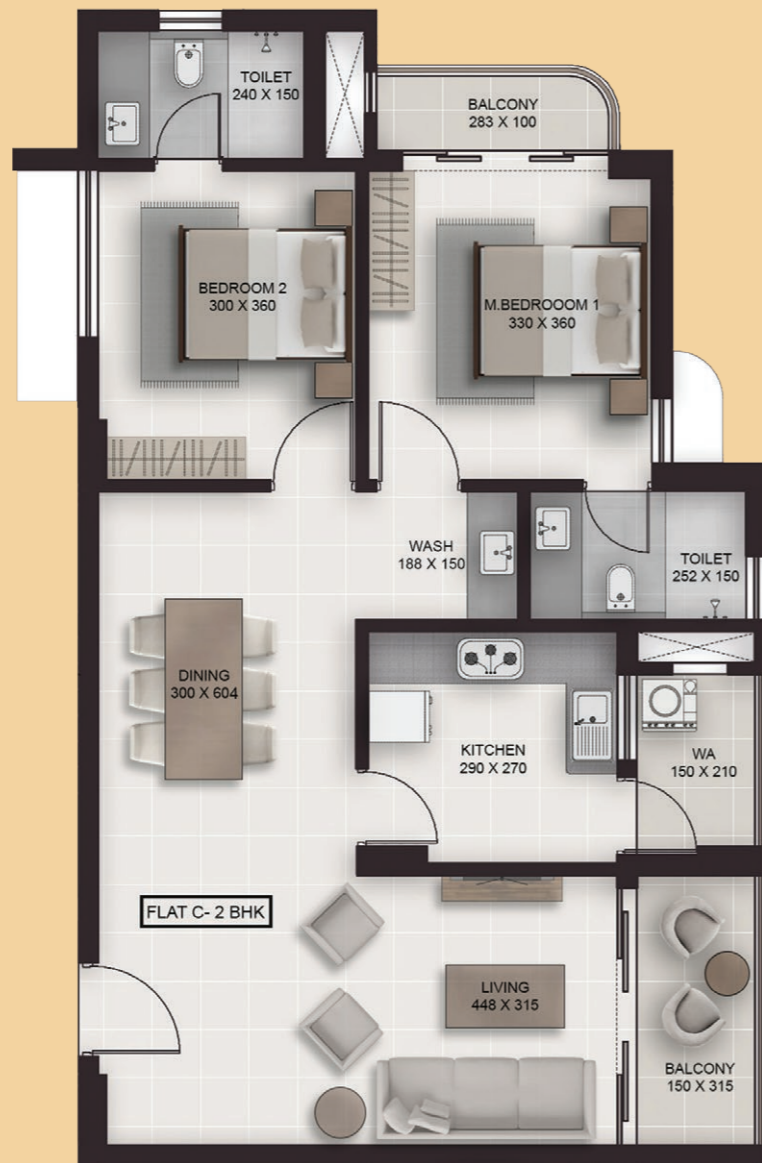 TOILET
240 X 150
BALCONY
283 X 100
BEDROOM 2
300 X 360
M.BEDROOOM 1
330 X 360
WASH
188 X 150
TOILET
252 X 150
DINING
300 X 604
KITCHEN
290 X 270
WA
150 X 210
FLAT C- 2 BHK
LIVING
448 X 315
BALCONY
150 X 315